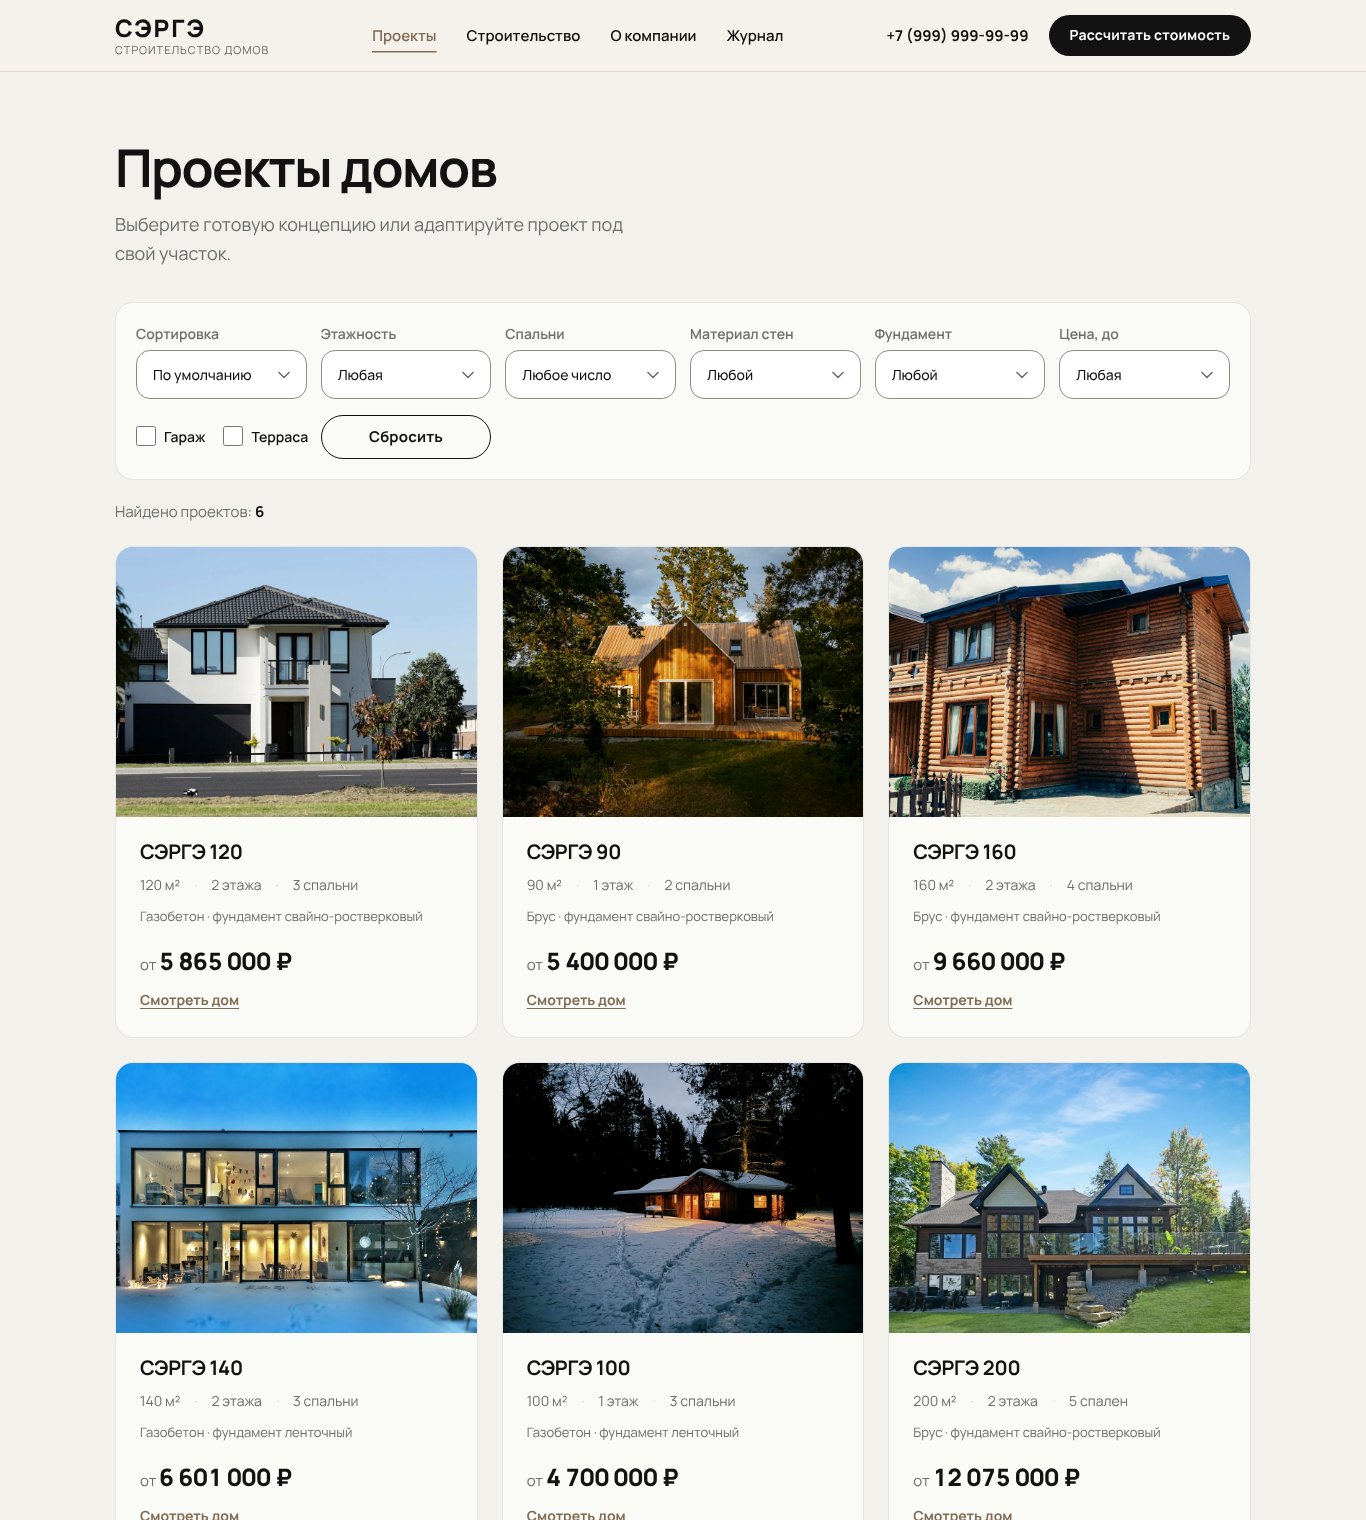 СЭРГЭ
СТРОИТЕЛЬСТВО ДОМОВ
Проекты Строительство О компании Журнал
+7 (999) 999-99-99
Рассчитать стоимость
Проекты домов
Выберите готовую концепцию или адаптируйте проект под
свой участок.
Сортировка Этажность Спальни Материал стен Фундамент Цена, до
По умолчанию Любая Любое число Любой Любой Любая
Гараж Терраса Сбросить
Найдено проектов: 6
СЭРГЭ 120
120 м² · 2 этажа · 3 спальни
Газобетон · фундамент свайно-ростверковый
от 5 865 000 ₽
Смотреть дом
СЭРГЭ 90
90 м² · 1 этаж · 2 спальни
Брус · фундамент свайно-ростверковый
от 5 400 000 ₽
Смотреть дом
СЭРГЭ 160
160 м² · 2 этажа · 4 спальни
Брус · фундамент свайно-ростверковый
от 9 660 000 ₽
Смотреть дом
СЭРГЭ 140
140 м² · 2 этажа · 3 спальни
Газобетон · фундамент ленточный
от 6 601 000 ₽
Смотреть дом
СЭРГЭ 100
100 м² · 1 этаж · 3 спальни
Газобетон · фундамент ленточный
от 4 700 000 ₽
Смотреть дом
СЭРГЭ 200
200 м² · 2 этажа · 5 спален
Брус · фундамент свайно-ростверковый
от 12 075 000 ₽
Смотреть дом